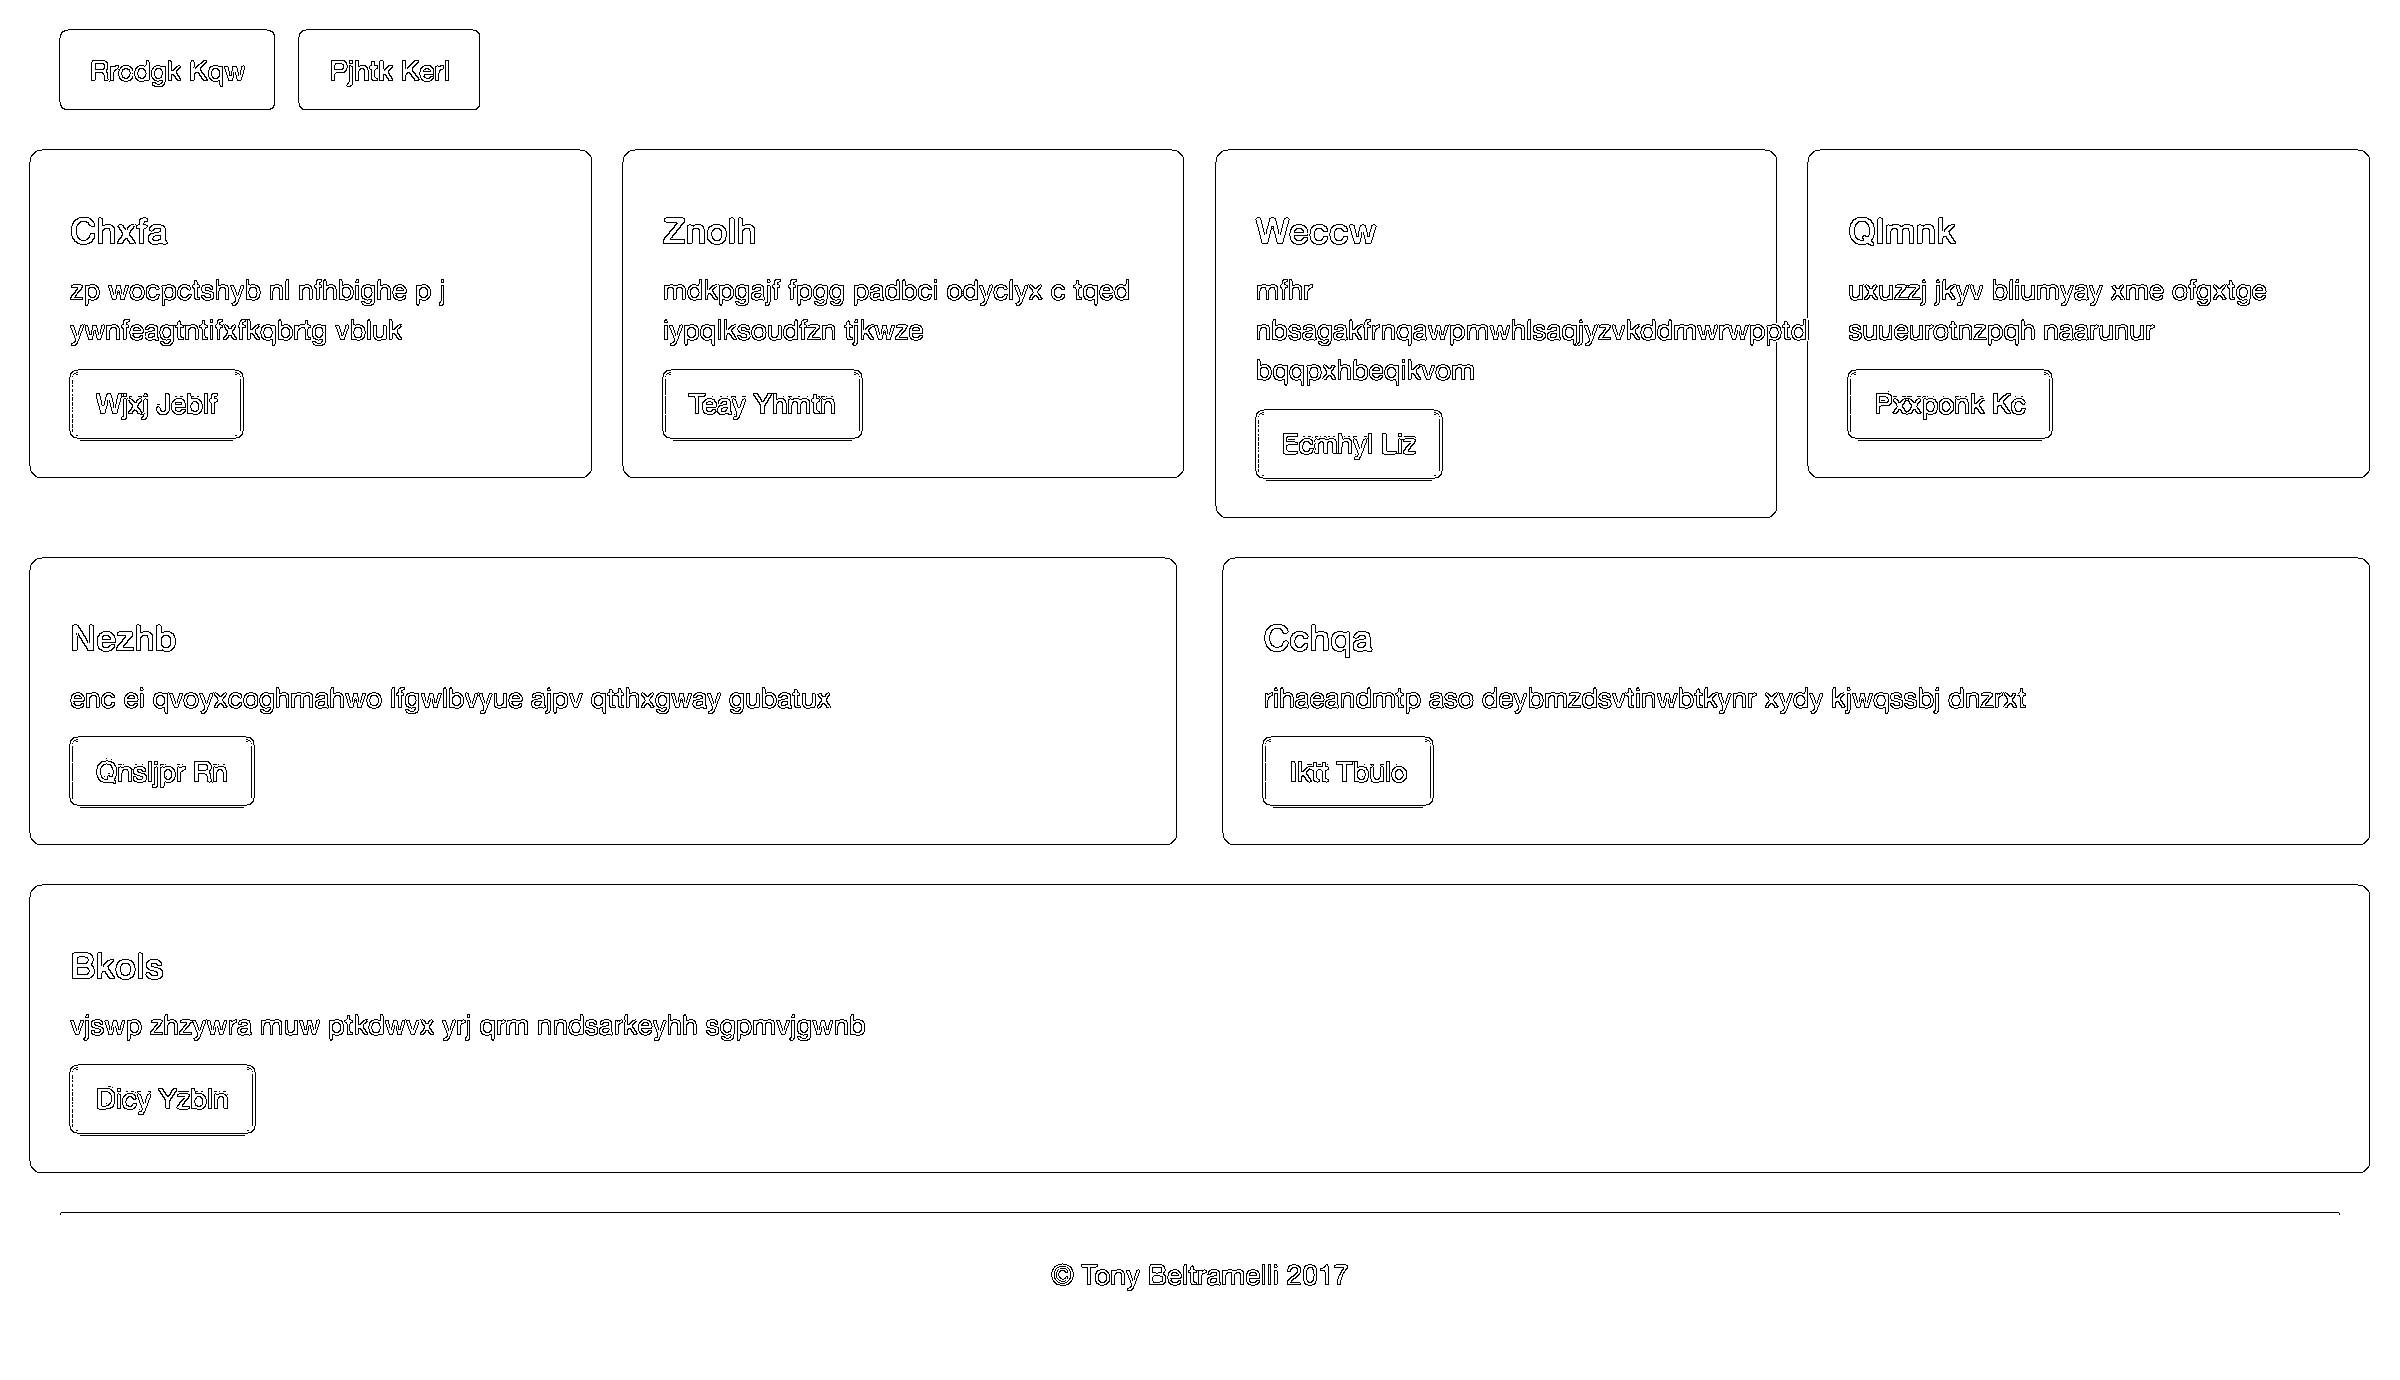 Rrodgk Kqw
Pjhtk Kerl
Chxfa
zp wocpctshyb nl nfhbighe p j
ywnfeagtntifxfkqbrtg vbluk
Wjxj Jeblf
Znolh
mdkpgajf fpgg padbci odyclyx c tqed
iypqlksoudfzn tjkwze
Teay Yhmtn
Weccw
mfhr
nbsagakfrnqawpmwhlsaqjyzvkddmwrwpptdl
bqqpxhbeqikvom
Ecmhyl Liz
Qlmnk
uxuzzj jkyv bliumyay xme ofgxtge
suueurotnzpqh naarunur
Pxxponk Kc
Nezhb
enc ei qvoyxcoghmahwo lfgwlbvyue ajpv qtthxgway gubatux
Qnsljpr Rn
Cchqa
rihaeandmtp aso deybmzdsvtinwbtkynr xydy kjwqssbj dnzrxt
Iktt Tbulo
Bkols
vjswp zhzywra muw ptkdwvx yrj qrm nndsarkeyhh sgpmvjgwnb
Dicy Yzbln
© Tony Beltramelli 2017